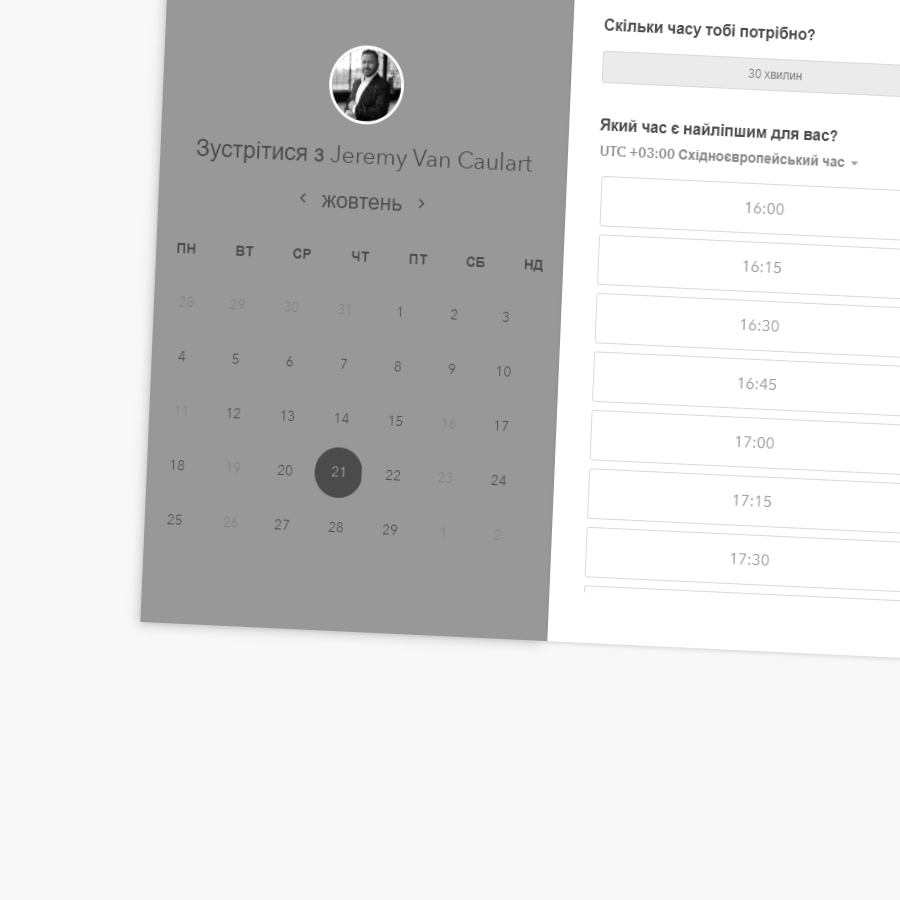 Зустрітися з Jeremy Van Caulart
жовтень
ПН ВТ СР ЧТ ПТ СБ НД
28 29 30 31 1 2 3
4 5 6 7 8 9 10
11 12 13 14 15 16 17
18 19 20 21 22 23 24
25 26 27 28 29 1 2
Скільки часу тобі потрібно?
30 хвилин
Який час є найліпшим для вас?
UTC +03:00 Східноєвропейський час
16:00
16:15
16:30
16:45
17:00
17:15
17:30